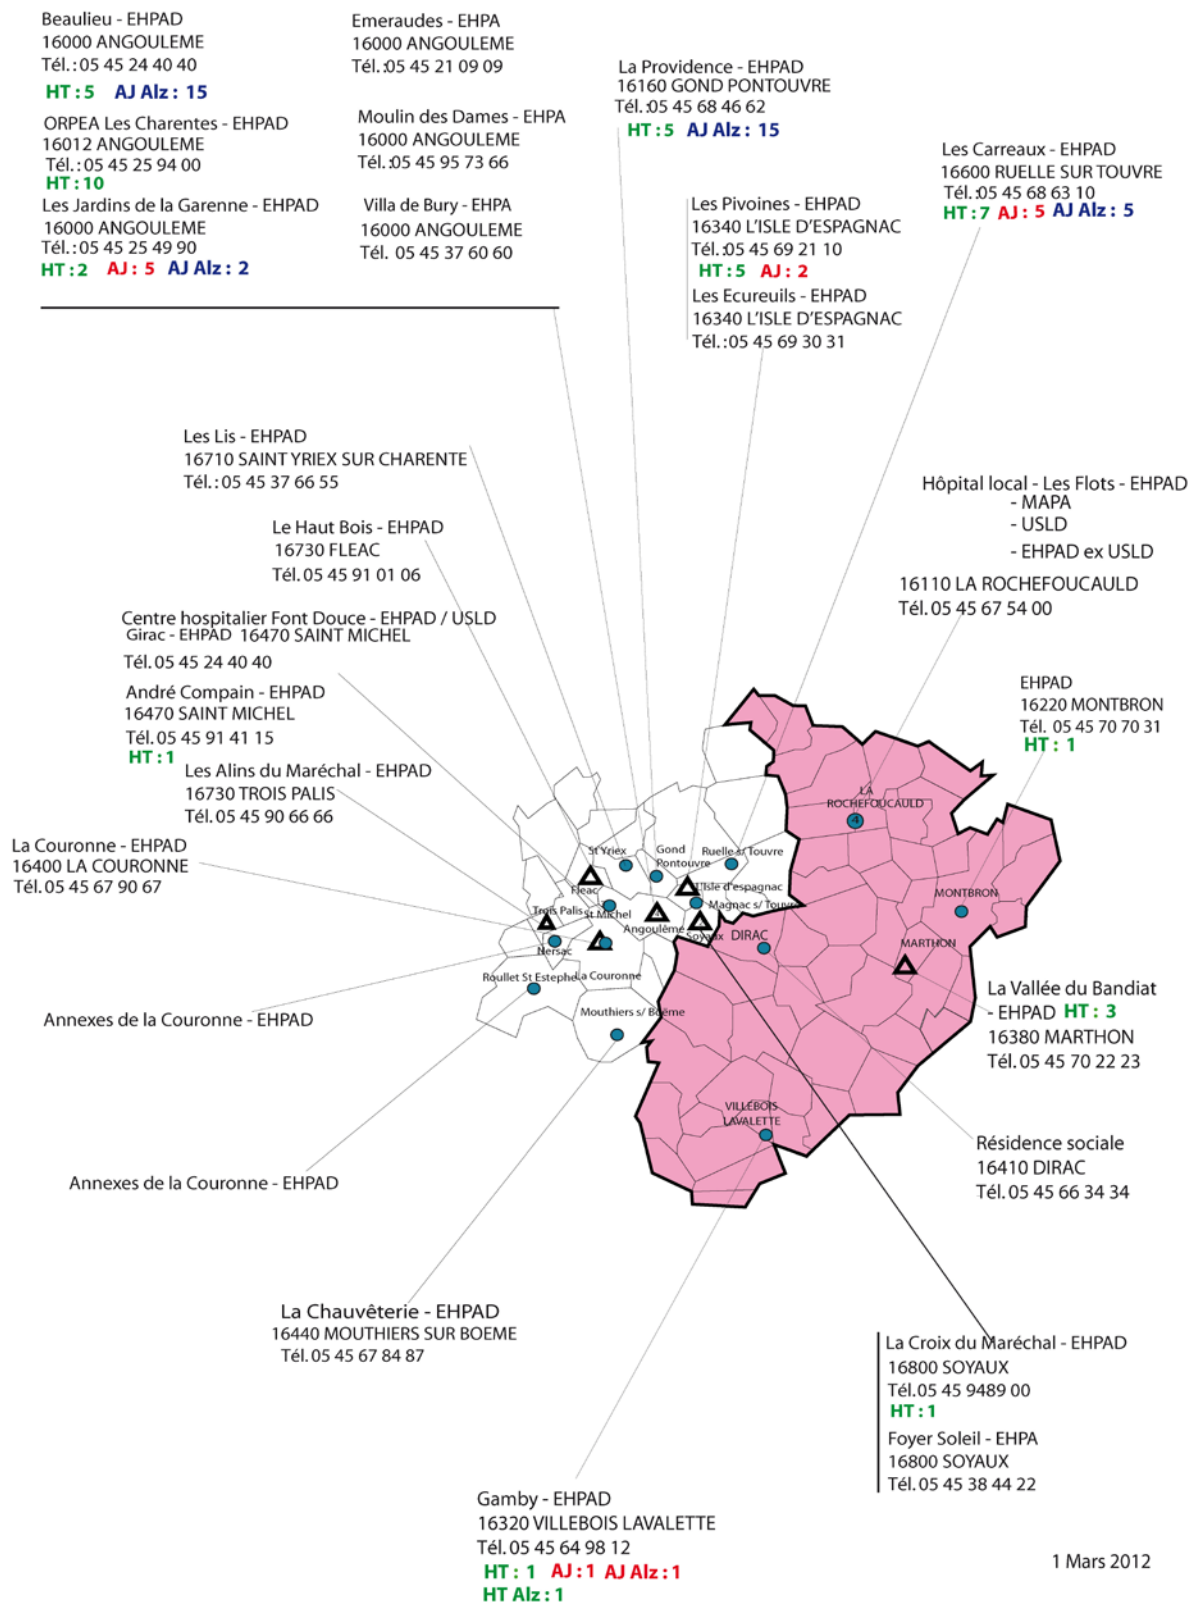 Beaulieu - EHPAD
16000 ANGOULEME
Tél. : 05 45 24 40 40
HT : 5 AJ Alz : 15
ORPEA Les Charentes - EHPAD
16012 ANGOULEME
Tél. : 05 45 25 94 00
HT : 10
Les Jardins de la Garenne - EHPAD
16000 ANGOULEME
Tél. : 05 45 25 49 90
HT : 2 AJ : 5 AJ Alz : 2
Emeraudes - EHPA
16000 ANGOULEME
Tél. :05 45 21 09 09
Moulin des Dames - EHPA
16000 ANGOULEME
Tél. :05 45 95 73 66
Villa de Bury - EHPA
16000 ANGOULEME
Tél. 05 45 37 60 60
La Providence - EHPAD
16160 GOND PONTOUVRE
Tél. :05 45 68 46 62
HT : 5 AJ Alz : 15
Les Pivoines - EHPAD
16340 L'ISLE D'ESPAGNAC
Tél. :05 45 69 21 10
HT : 5 AJ : 2
Les Ecureuils - EHPAD
16340 L'ISLE D'ESPAGNAC
Tél. :05 45 69 30 31
Les Carreaux - EHPAD
16600 RUELLE SUR TOUVRE
Tél. :05 45 68 63 10
HT : 7 AJ : 5 AJ Alz : 5
Les Lis - EHPAD
16710 SAINT YRIEX SUR CHARENTE
Tél. : 05 45 37 66 55
Le Haut Bois - EHPAD
16730 FLEAC
Tél. 05 45 91 01 06
Centre hospitalier Font Douce - EHPAD / USLD
Girac - EHPAD 16470 SAINT MICHEL
Tél. 05 45 24 40 40
André Compain - EHPAD
16470 SAINT MICHEL
Tél. 05 45 91 41 15
HT : 1
Les Alins du Maréchal - EHPAD
16730 TROIS PALIS
Tél. 05 45 90 66 66
La Couronne - EHPAD
16400 LA COURONNE
Tél. 05 45 67 90 67
Hôpital local - Les Flots - EHPAD
- MAPA
- USLD
- EHPAD ex USLD
16110 LA ROCHEFOUCAULD
Tél. 05 45 67 54 00
EHPAD
16220 MONTBRON
Tél. 05 45 70 70 31
HT : 1
LA
ROCHEFOUCAULD
4
St Yriex
Gond
Pontouvre
Ruelle s/ Touvre
Fleac
L'Isle d'espagnac
Magnac s/ Touvre
Trois Palis
St Michel
Angoulême
Soyaux
DIRAC
MONTBRON
MARTHON
Nersac
Roullet St Estephe
La Couronne
Mouthiers s/ Boëme
VILLEBOIS
LAVALETTE
La Vallée du Bandiat
- EHPAD HT : 3
16380 MARTHON
Tél. 05 45 70 22 23
Annexes de la Couronne - EHPAD
Annexes de la Couronne - EHPAD
Résidence sociale
16410 DIRAC
Tél. 05 45 66 34 34
La Chauvêterie - EHPAD
16440 MOUTHIERS SUR BOEME
Tél. 05 45 67 84 87
La Croix du Maréchal - EHPAD
16800 SOYAUX
Tél. 05 45 9489 00
HT : 1
Foyer Soleil - EHPA
16800 SOYAUX
Tél. 05 45 38 44 22
Gamby - EHPAD
16320 VILLEBOIS LAVALETTE
Tél. 05 45 64 98 12
HT : 1 AJ : 1 AJ Alz : 1
HT Alz : 1
1 Mars 2012